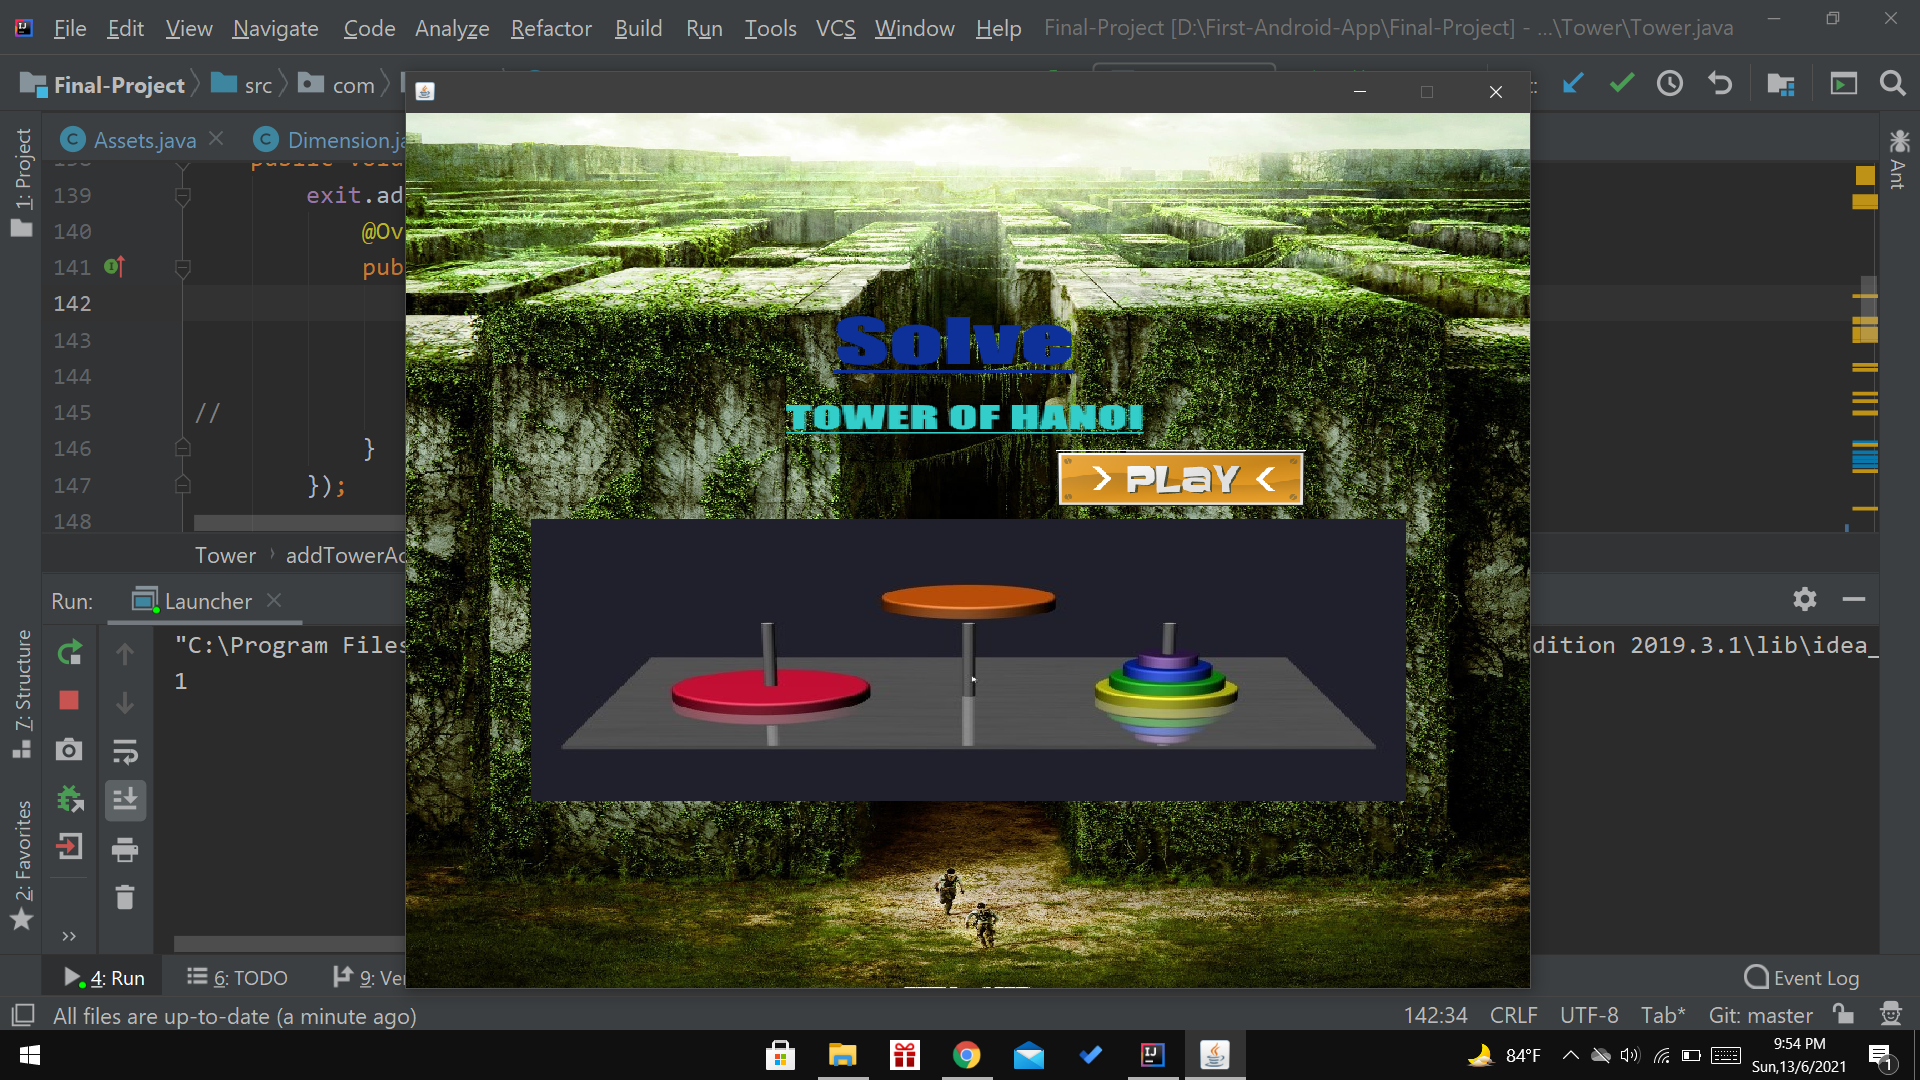 File Edit View Navigate Code Analyze Refactor Build Run Tools VCS Window Help Final-Project [D:\First-Android-App\Final-Project] - ...\Tower\Tower.java
Final-Project src com
Assets.java Dimension.ja
1: Project
Ant
139 exit.ad
140 @Ov
141 pub
142
143
144
145 //
146 }
147 });
148
Solve
TOWER OF HANOI
> PLAY <
Tower addTowerAc
Run: Launcher
"C:\Program Files
dition 2019.3.1\lib\idea_
1
7: Structure
2: Favorites
4: Run 6: TODO 9: Ver
Event Log
All files are up-to-date (a minute ago)
142:34 CRLF UTF-8 Tab* Git: master
84°F
9:54 PM
Sun,13/6/2021
1